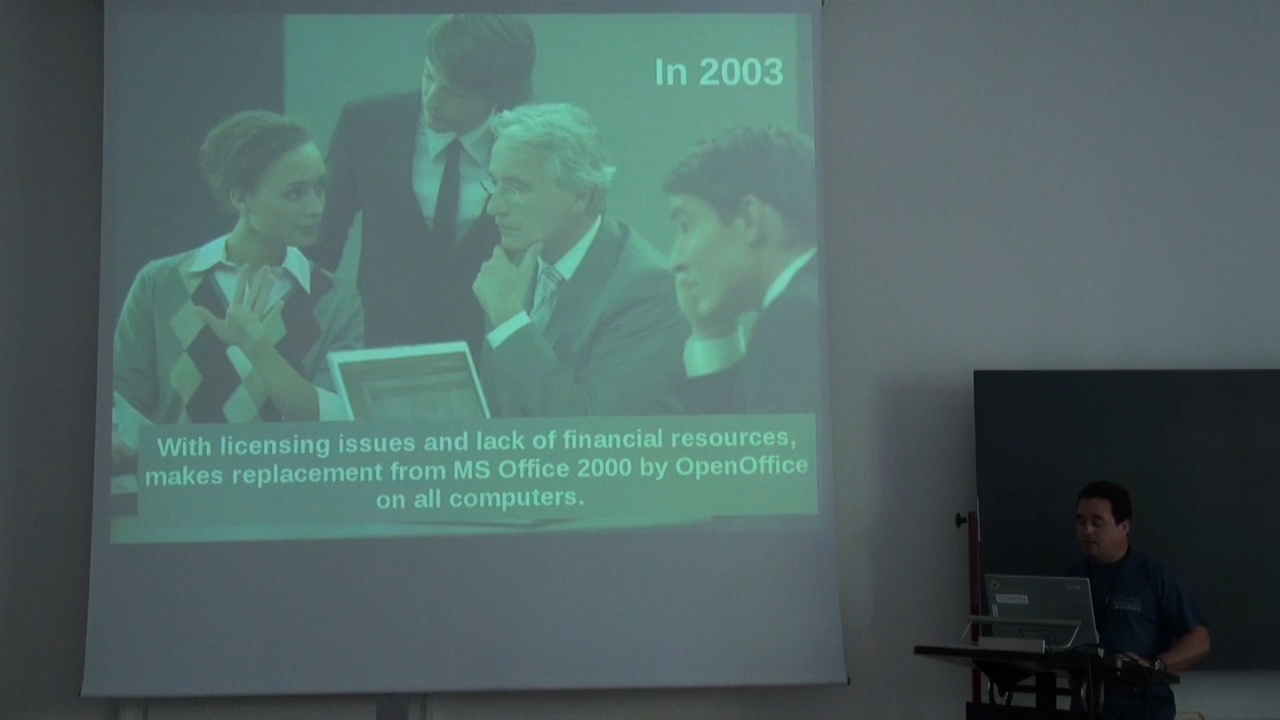 In 2003
With licensing issues and lack of financial resources,
makes replacement from MS Office 2000 by OpenOffice
on all computers.